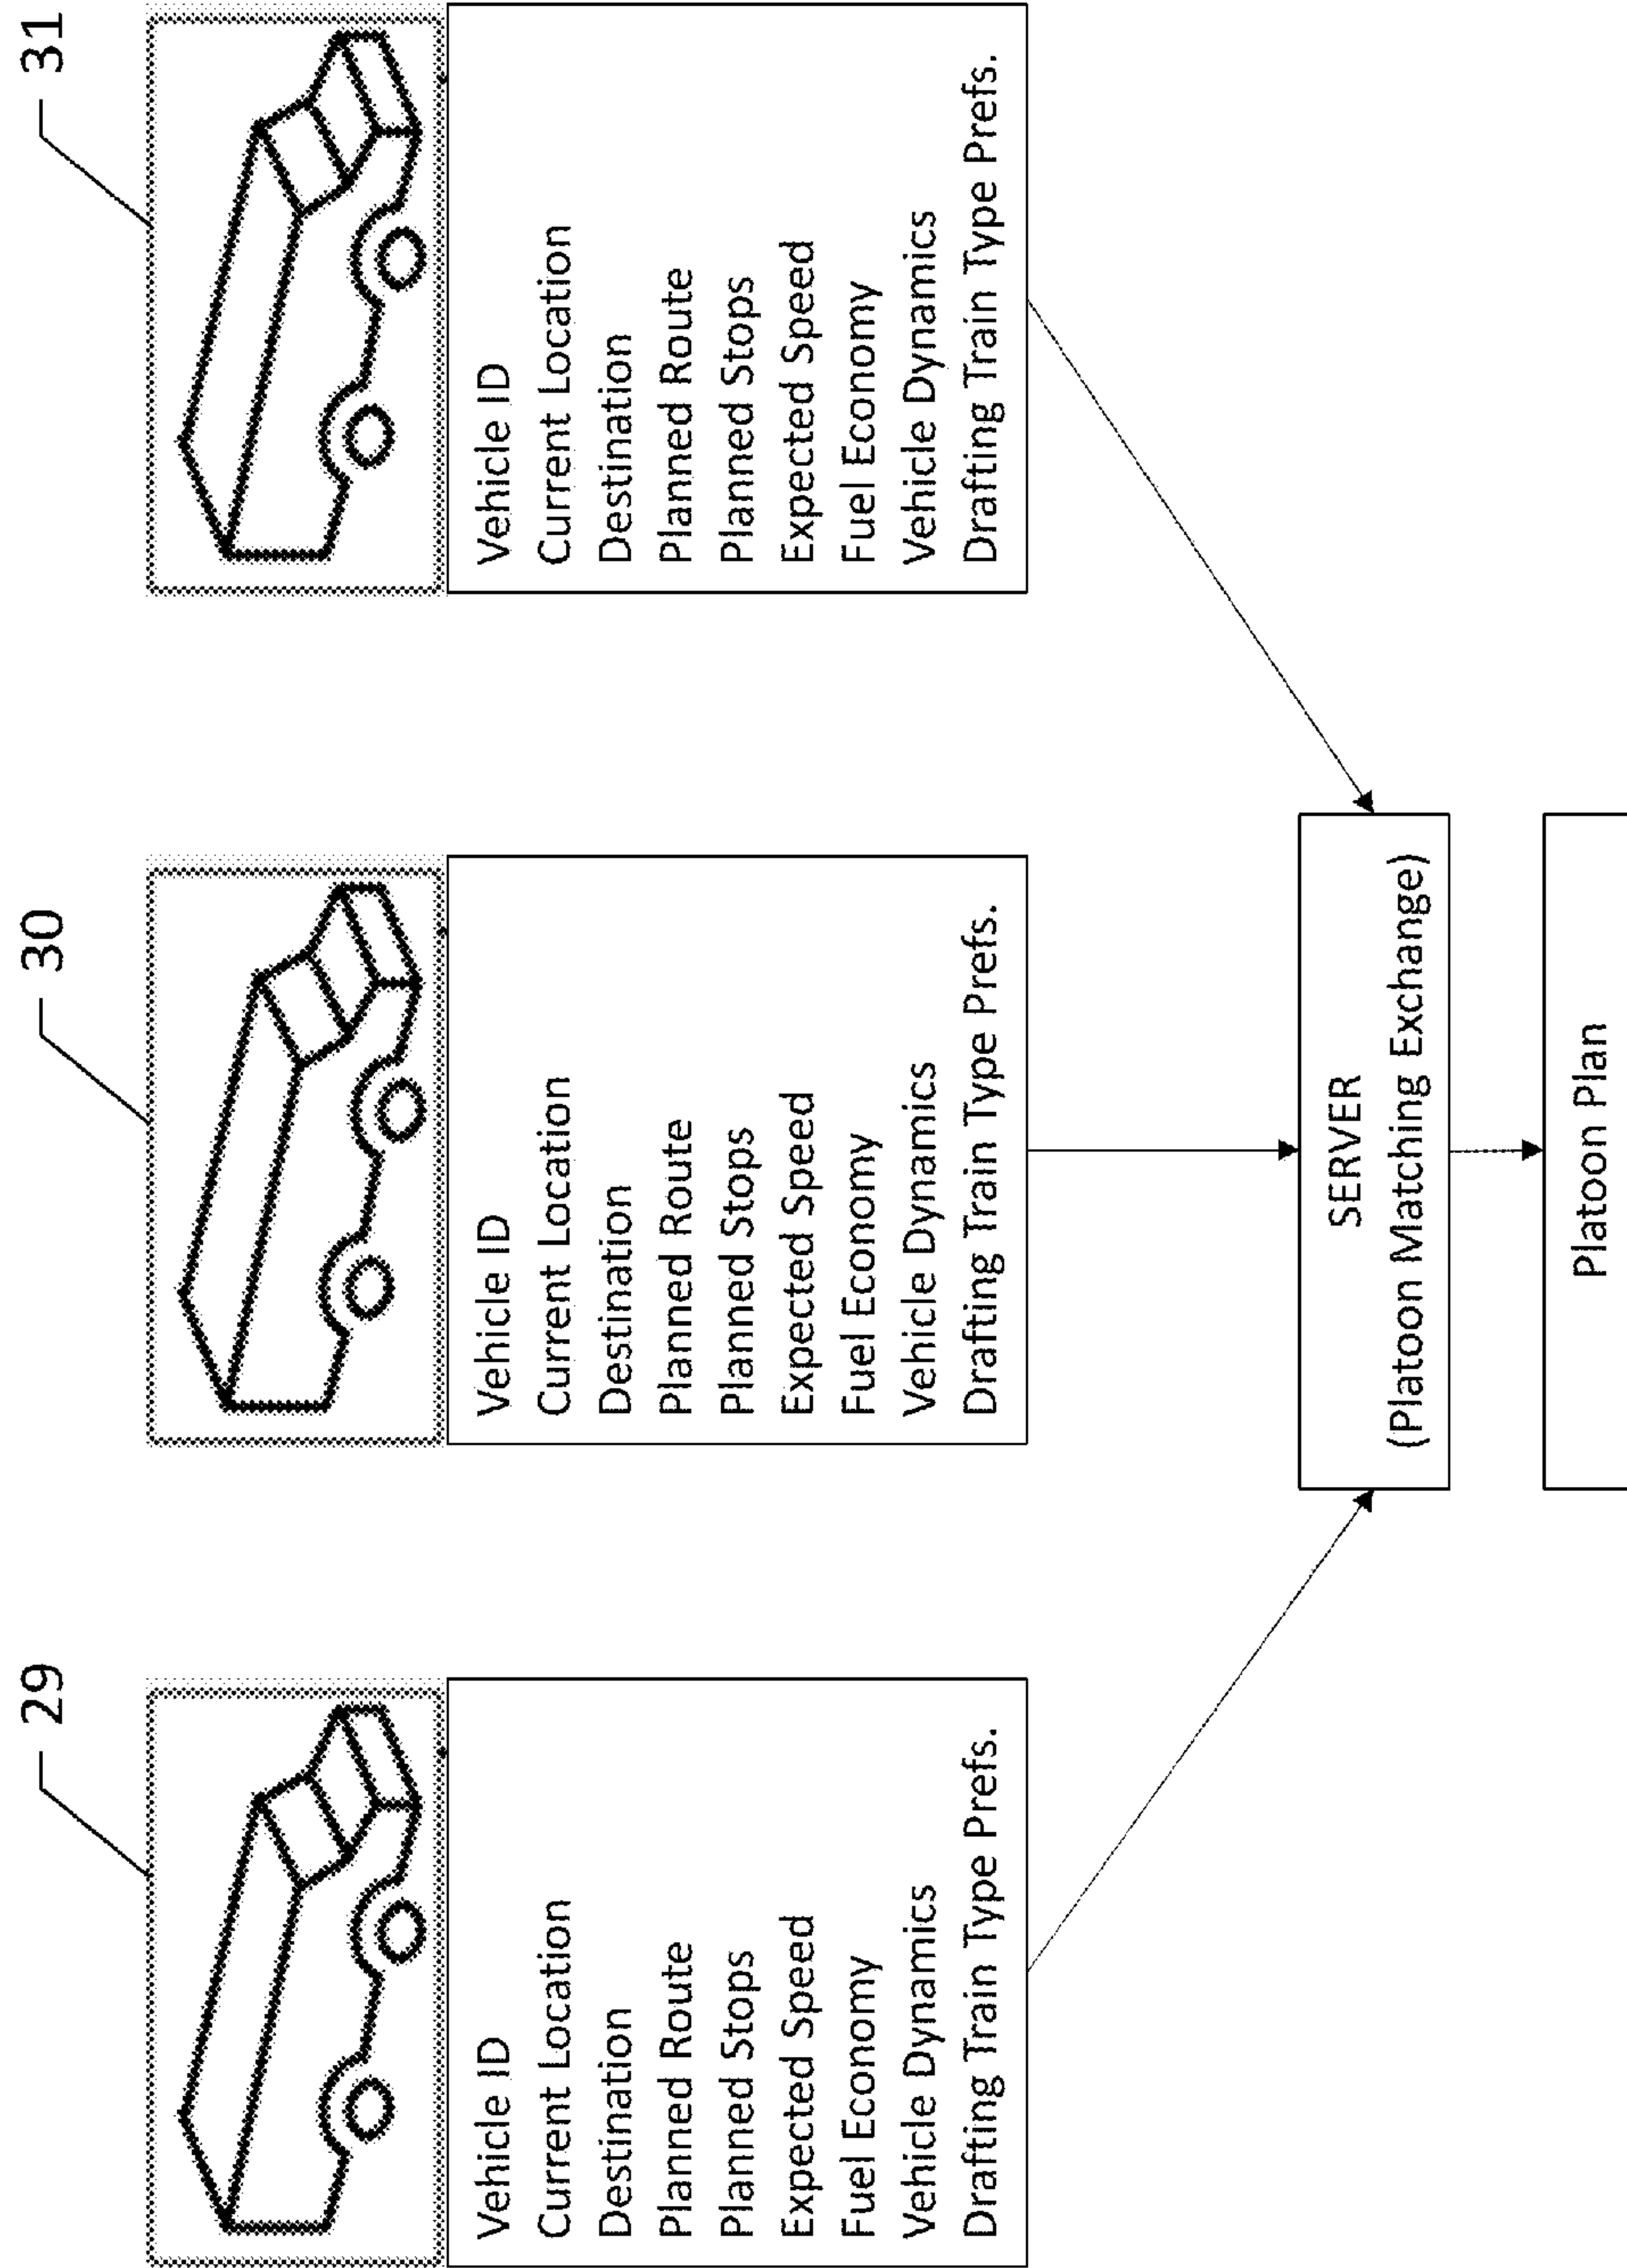 29
Vehicle ID
Current Location
Destination
Planned Route
Planned Stops
Expected Speed
Fuel Economy
Vehicle Dynamics
Drafting Train Type Prefs.
30
Vehicle ID
Current Location
Destination
Planned Route
Planned Stops
Expected Speed
Fuel Economy
Vehicle Dynamics
Drafting Train Type Prefs.
31
Vehicle ID
Current Location
Destination
Planned Route
Planned Stops
Expected Speed
Fuel Economy
Vehicle Dynamics
Drafting Train Type Prefs.
SERVER
(Platoon Matching Exchange)
Platoon Plan